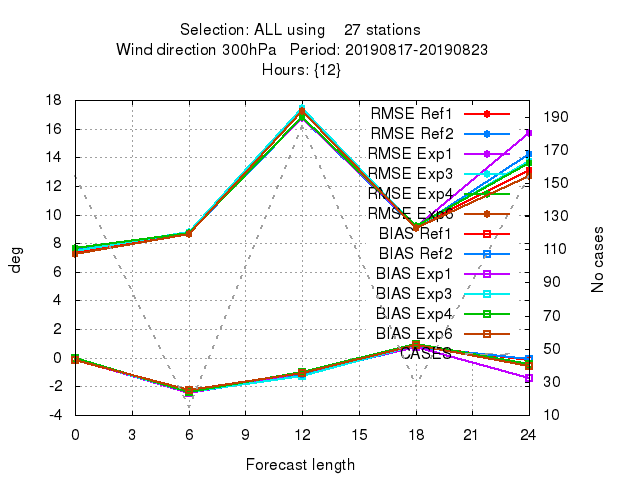 Selection: ALL using 27 stations
Wind direction 300hPa Period: 20190817-20190823
Hours: {12}
18
16
14
12
10
8
6
4
2
0
-2
-4
deg
190
170
150
130
110
90
70
50
30
10
No cases
RMSE Ref1
RMSE Ref2
RMSE Exp1
RMSE Exp3
RMSE Exp4
RMSE Exp6
BIAS Ref1
BIAS Ref2
BIAS Exp1
BIAS Exp3
BIAS Exp4
BIAS Exp6
CASES
0 3 6 9 12 15 18 21 24
Forecast length